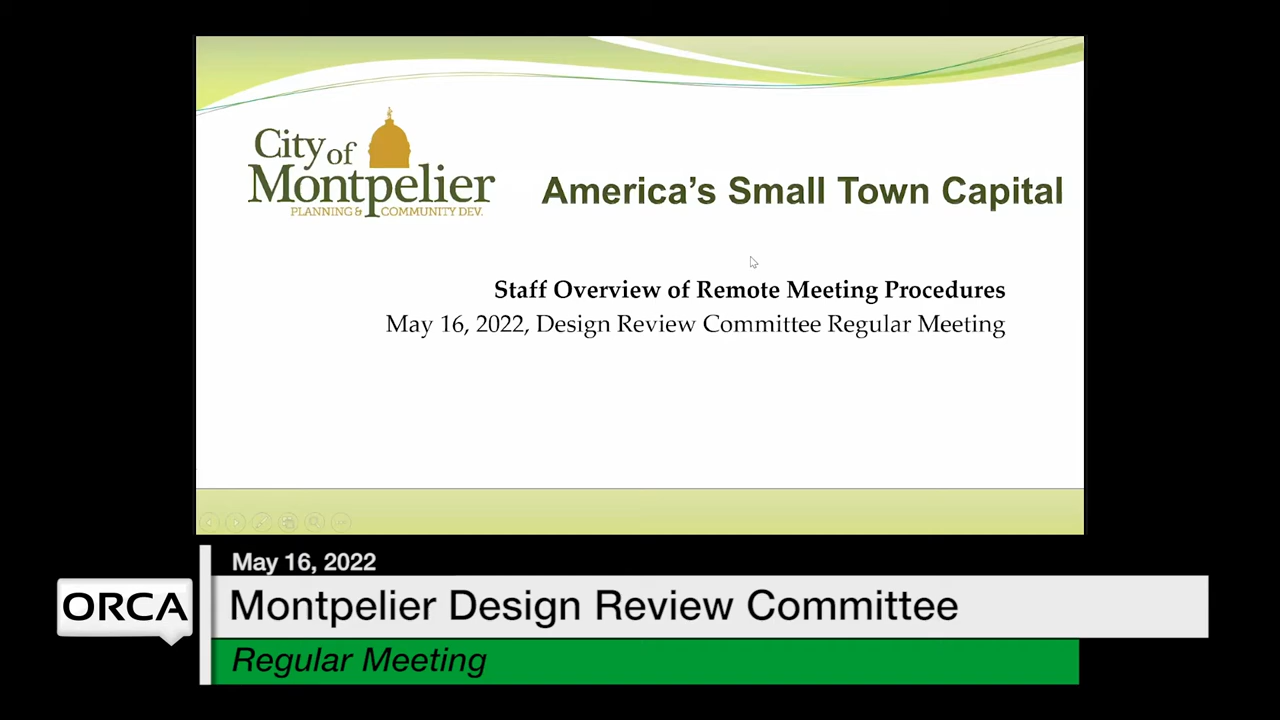 City of
Montpelier
PLANNING & COMMUNITY DEV.
America's Small Town Capital
Staff Overview of Remote Meeting Procedures
May 16, 2022, Design Review Committee Regular Meeting
May 16, 2022
ORCA
Montpelier Design Review Committee
Regular Meeting